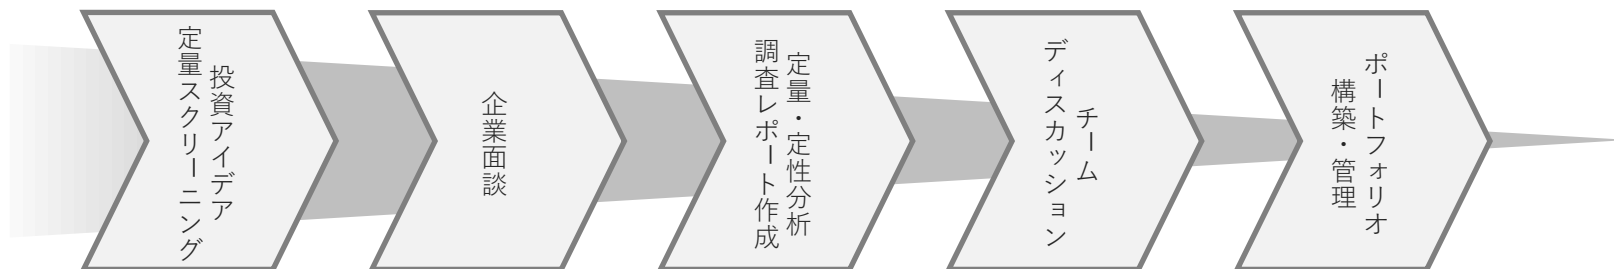 投資アイデア
定量スクリーニング
企業面談
定量・定性分析
調査レポート作成
チーム
ディスカッション
ポートフォリオ
構築・管理